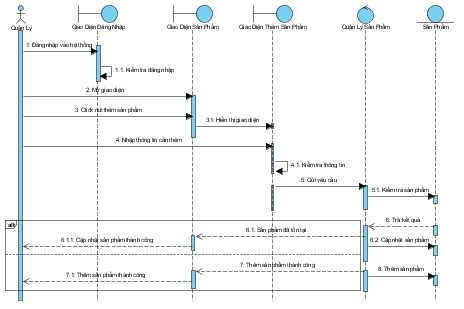 Quản Lý
Giao Diện Đăng Nhập
Giao Diện Sản Phẩm
Giao Diện Thêm Sản Phẩm
Quản Lý Sản Phẩm
Sản Phẩm
1: Đăng nhập vào hệ thống
1.1: Kiểm tra đăng nhập
2: Mở giao diện
3: Click nút thêm sản phẩm
3.1: Hiển thị giao diện
4: Nhập thông tin cần thêm
4.1: Kiểm tra thông tin
5: Gửi yêu cầu
5.1: Kiểm tra sản phẩm
alt
6: Trả kết quả
6.1: Sản phẩm đã tồn tại
6.1.1: Cập nhật sản phẩm thành công
6.2: Cập nhật sản phẩm
7: Thêm sản phẩm thành công
7.1: Thêm sản phẩm thành công
8: Thêm sản phẩm